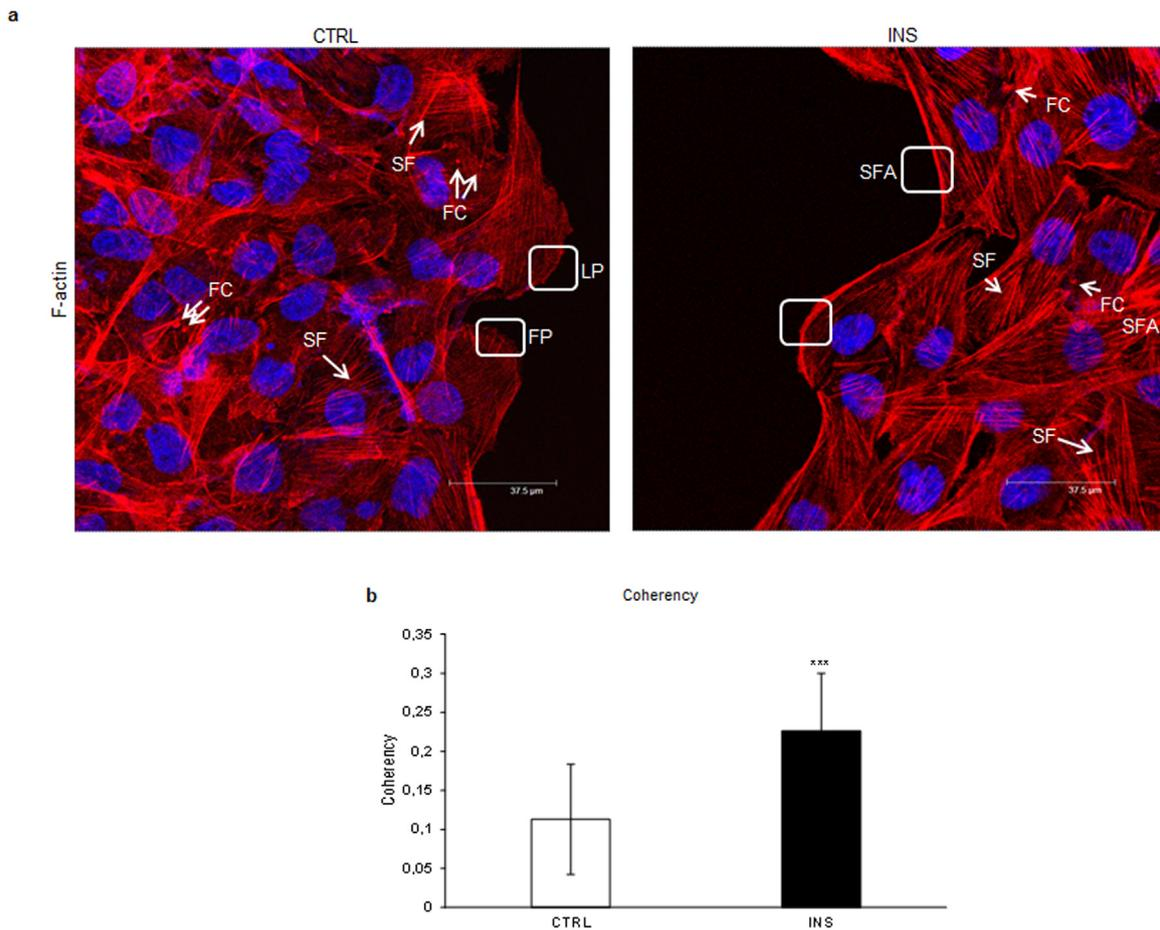 a
CTRL
INS
F-actin
SF
FC
FC
SF
LP
FP
37.5 µm
FC
SFA
SF
FC
SFA
SF
37.5 µm
b
Coherency
Coherency
0,35
0,3
0,25
0,2
0,15
0,1
0,05
0
***
CTRL
INS